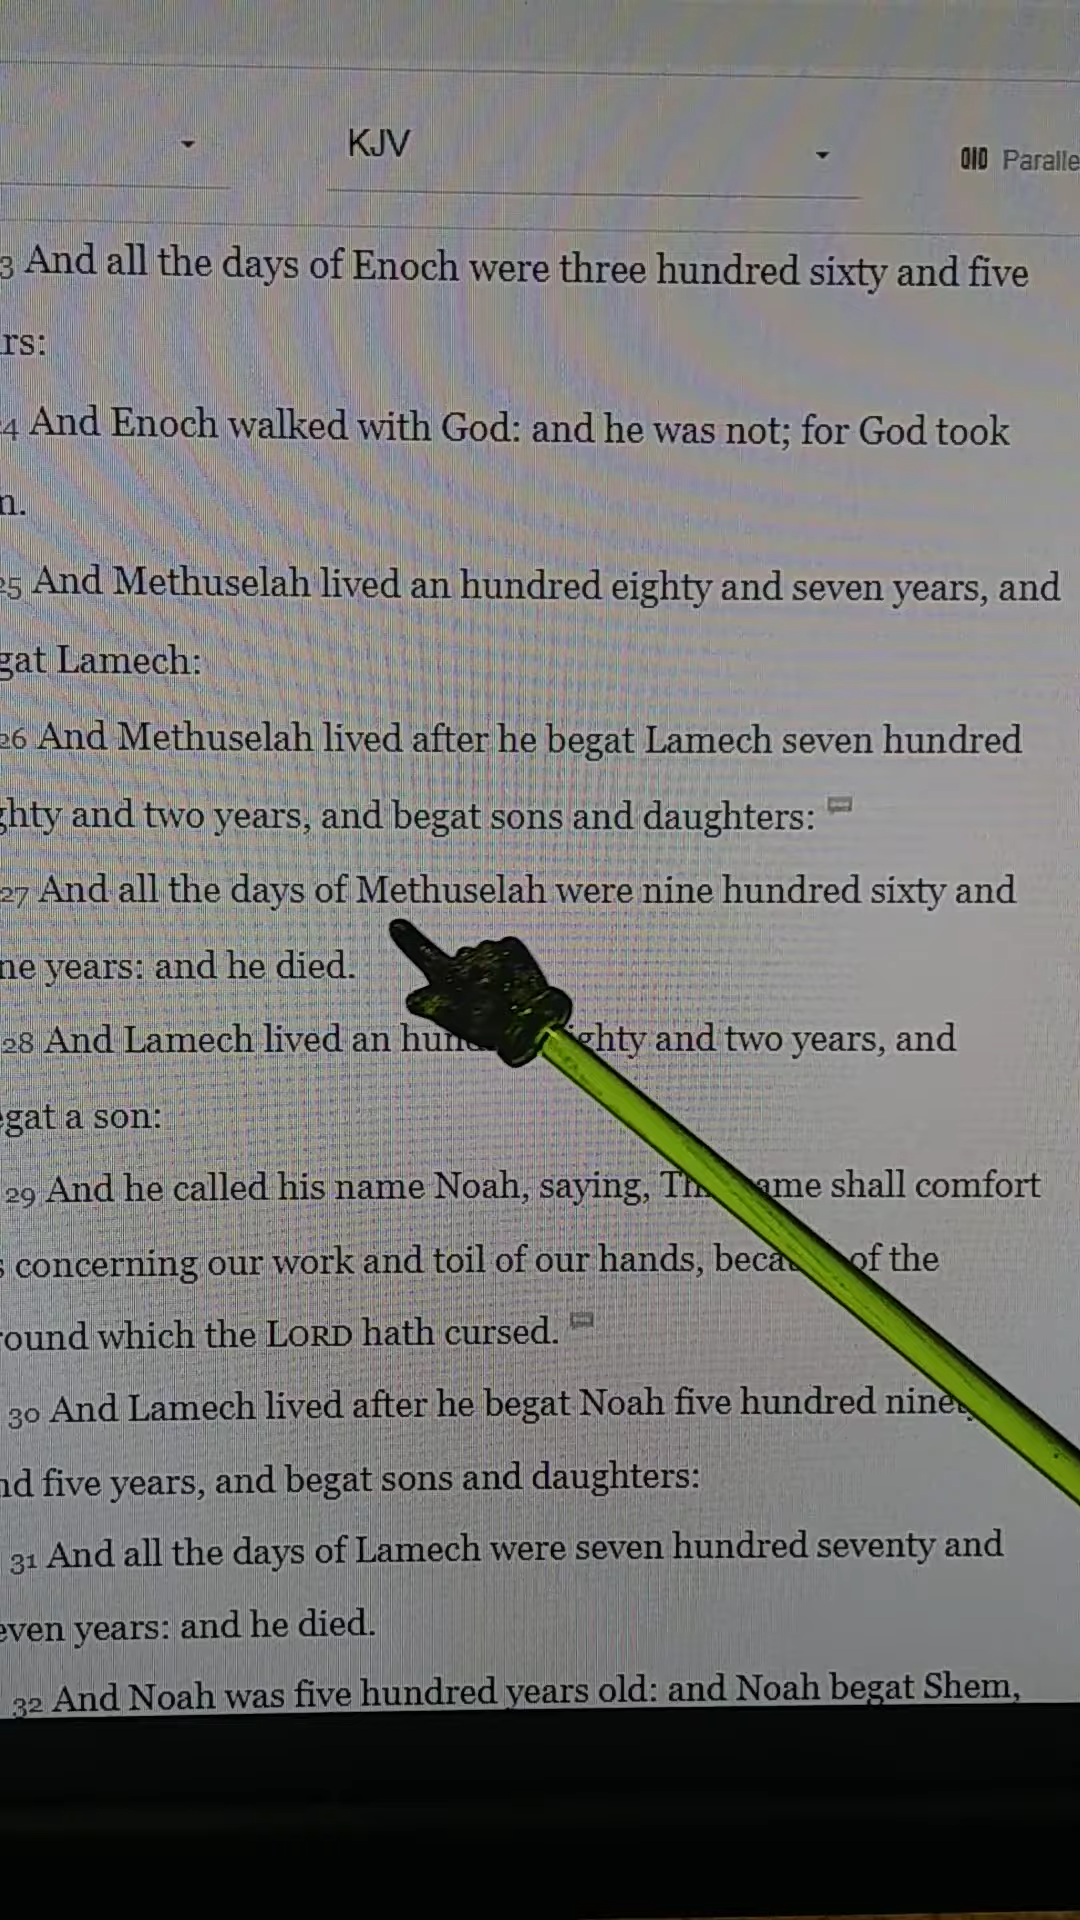 KJV
Paralle
3 And all the days of Enoch were three hundred sixty and five
rs:
4 And Enoch walked with God: and he was not; for God took
n.
25 And Methuselah lived an hundred eighty and seven years, and
gat Lamech:
26 And Methuselah lived after he begat Lamech seven hundred
ghty and two years, and begat sons and daughters:
27 And all the days of Methuselah were nine hundred sixty and
ne years: and he died.
28 And Lamech lived an hun ighty and two years, and
gat a son:
29 And he called his name Noah, saying, Th ame shall comfort
s concerning our work and toil of our hands, beca of the
round which the LORD hath cursed.
30 And Lamech lived after he begat Noah five hundred ninety
nd five years, and begat sons and daughters:
31 And all the days of Lamech were seven hundred seventy and
even years: and he died.
32 And Noah was five hundred years old: and Noah begat Shem,